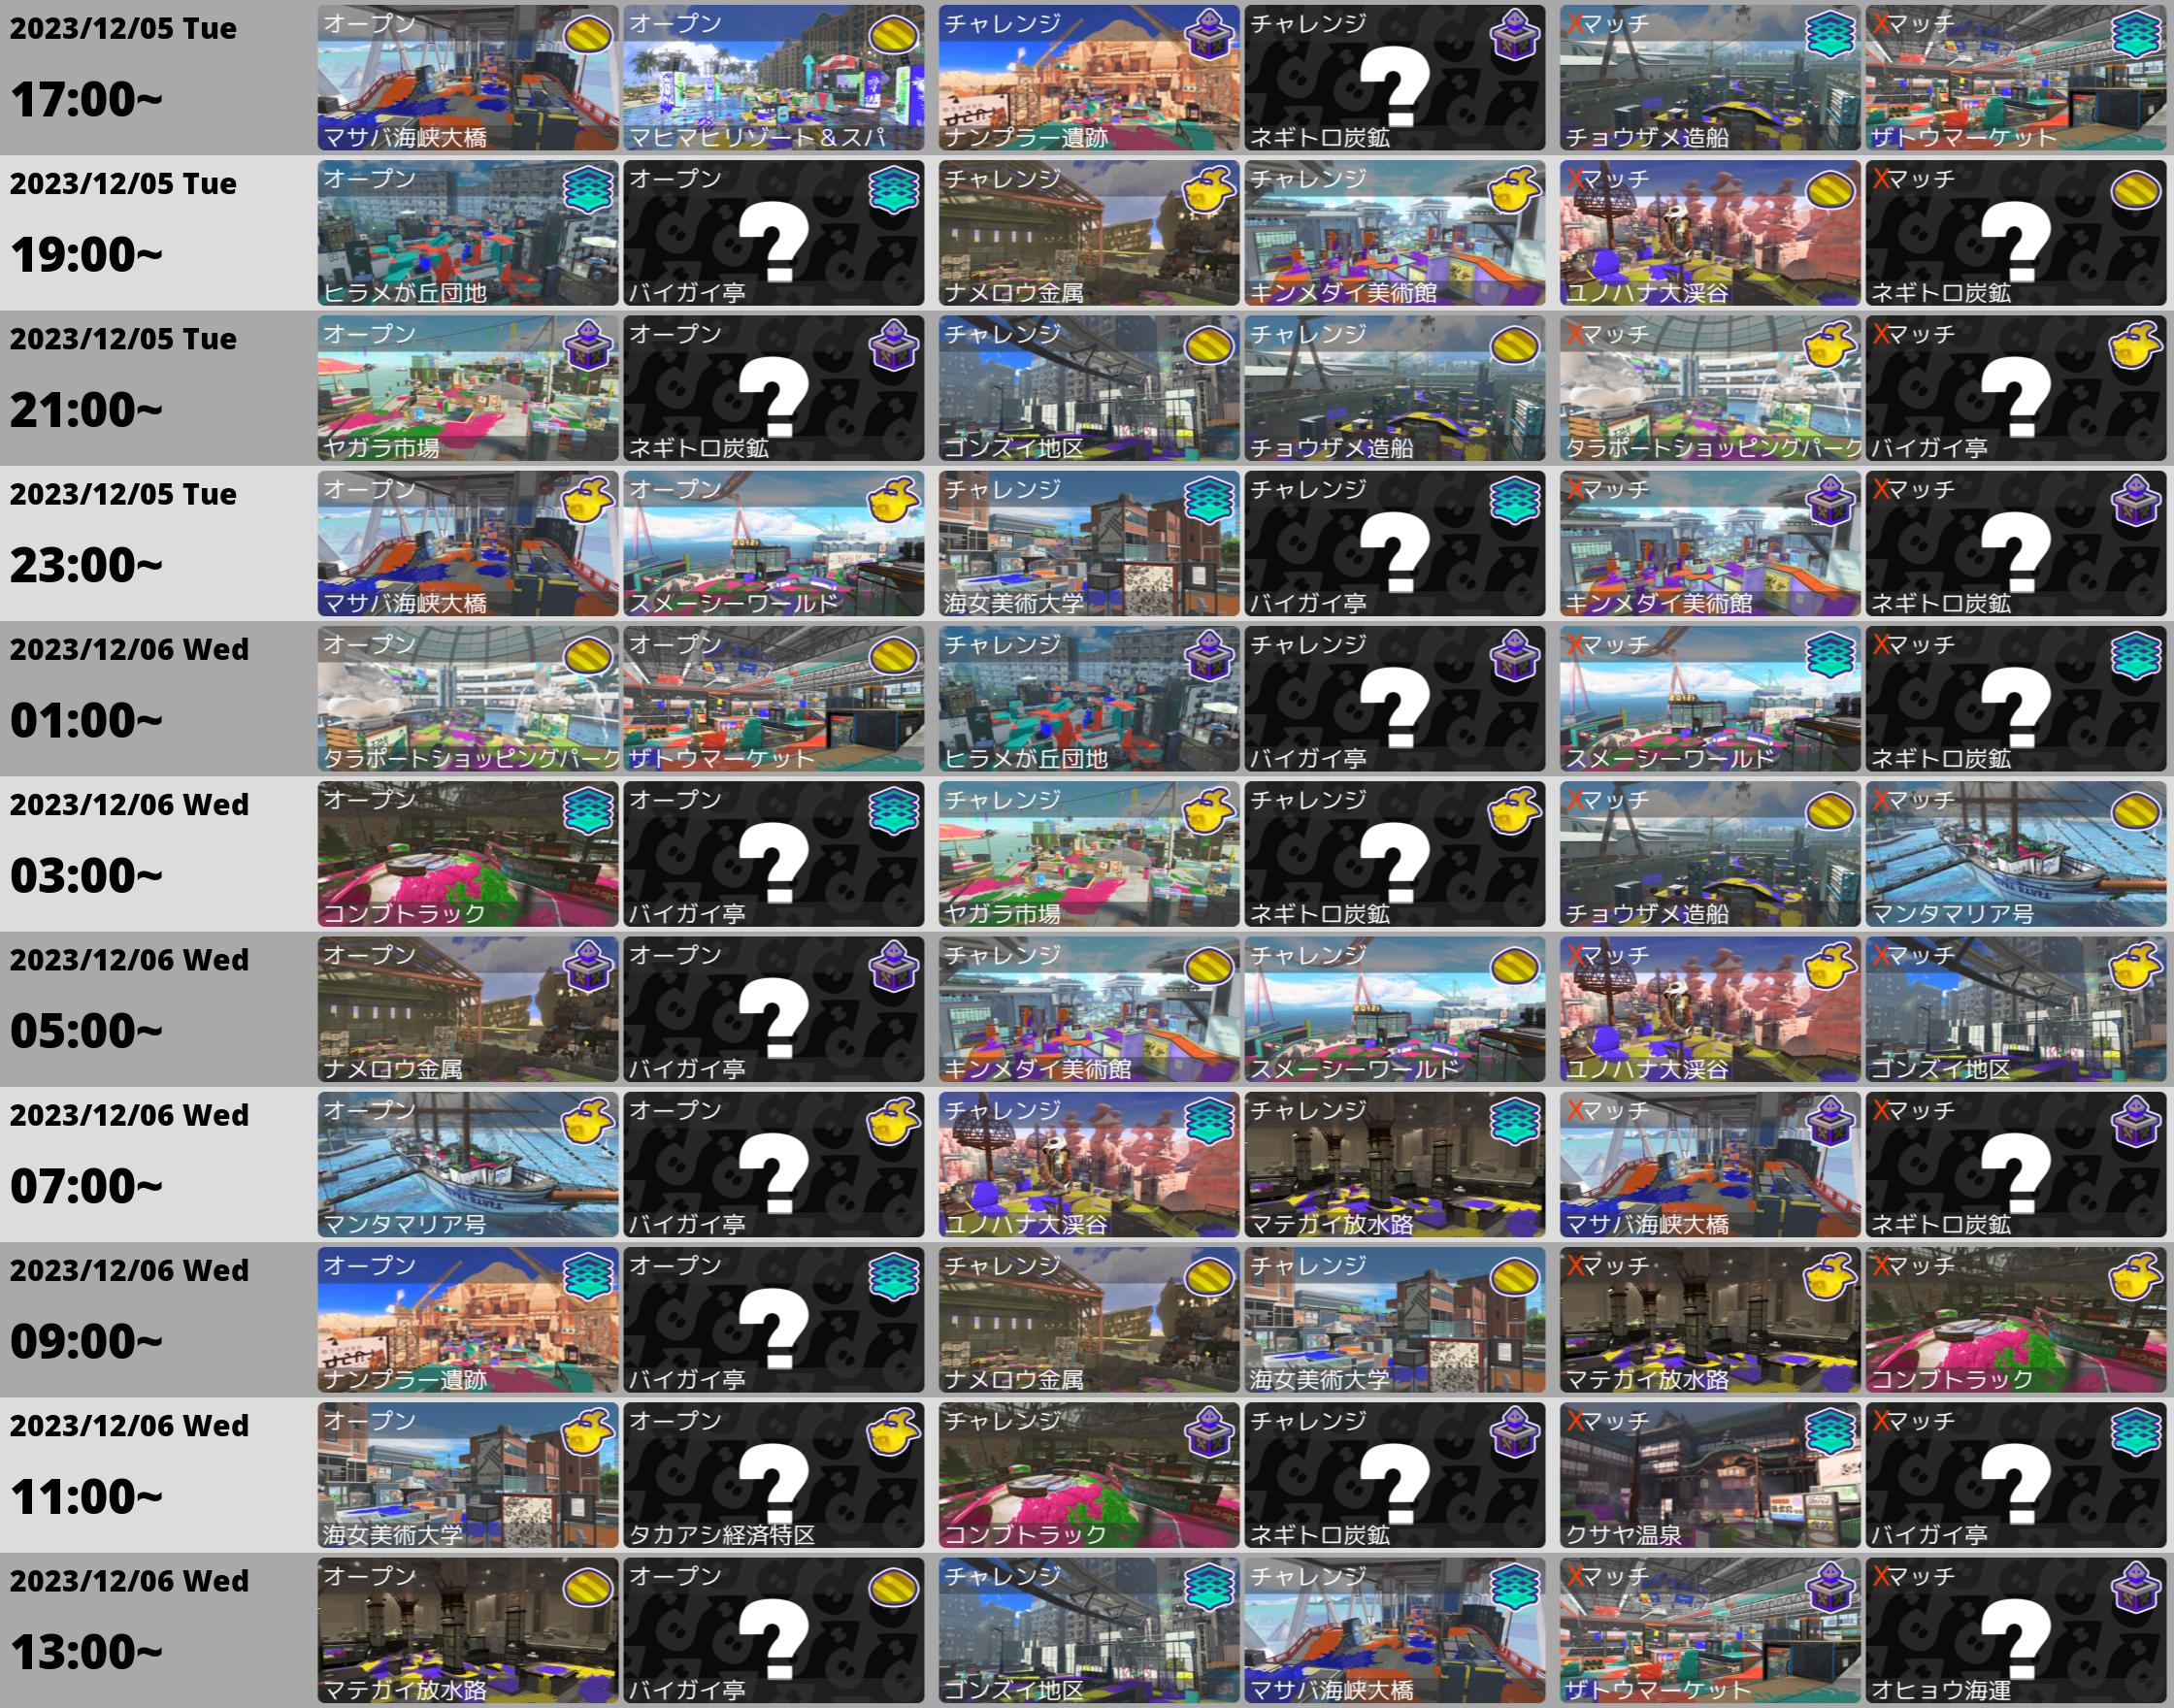 2023/12/05 Tue
17:00~
オープン
マサバ海峡大橋
オープン
マヒマヒリゾート&スパ
チャレンジ
ナンプラー遺跡
チャレンジ
ネギトロ炭鉱
Xマッチ
チョウザメ造船
Xマッチ
ザトウマーケット
2023/12/05 Tue
19:00~
オープン
ヒラメが丘団地
オープン
?
バイガイ亭
チャレンジ
ナメロウ金属
チャレンジ
キンメダイ美術館
Xマッチ
ユノハナ大渓谷
Xマッチ
?
ネギトロ炭鉱
2023/12/05 Tue
21:00~
オープン
ヤガラ市場
オープン
?
ネギトロ炭鉱
チャレンジ
ゴンズイ地区
チャレンジ
チョウザメ造船
Xマッチ
タラポートショッピングパーク
Xマッチ
?
バイガイ亭
2023/12/05 Tue
23:00~
オープン
マサバ海峡大橋
オープン
スメーシーワールド
チャレンジ
海女美術大学
チャレンジ
?
バイガイ亭
Xマッチ
キンメダイ美術館
Xマッチ
?
ネギトロ炭鉱
2023/12/06 Wed
01:00~
オープン
タラポートショッピングパーク
オープン
ザトウマーケット
チャレンジ
ヒラメが丘団地
チャレンジ
?
バイガイ亭
Xマッチ
スメーシーワールド
Xマッチ
?
ネギトロ炭鉱
2023/12/06 Wed
03:00~
オープン
コンブトラック
オープン
?
バイガイ亭
チャレンジ
ヤガラ市場
チャレンジ
?
ネギトロ炭鉱
Xマッチ
チョウザメ造船
Xマッチ
マンタマリア号
2023/12/06 Wed
05:00~
オープン
ナメロウ金属
オープン
?
バイガイ亭
チャレンジ
キンメダイ美術館
チャレンジ
スメーシーワールド
Xマッチ
ユノハナ大渓谷
Xマッチ
ゴンズイ地区
2023/12/06 Wed
07:00~
オープン
マンタマリア号
オープン
?
バイガイ亭
チャレンジ
ユノハナ大渓谷
チャレンジ
マテガイ放水路
Xマッチ
マサバ海峡大橋
Xマッチ
?
ネギトロ炭鉱
2023/12/06 Wed
09:00~
オープン
ナンプラー遺跡
オープン
?
バイガイ亭
チャレンジ
ナメロウ金属
チャレンジ
海女美術大学
Xマッチ
マテガイ放水路
Xマッチ
コンブトラック
2023/12/06 Wed
11:00~
オープン
海女美術大学
オープン
?
タカアシ経済特区
チャレンジ
コンブトラック
チャレンジ
?
ネギトロ炭鉱
Xマッチ
クサヤ温泉
Xマッチ
?
バイガイ亭
2023/12/06 Wed
13:00~
オープン
マテガイ放水路
オープン
?
バイガイ亭
チャレンジ
ゴンズイ地区
チャレンジ
マサバ海峡大橋
Xマッチ
ザトウマーケット
Xマッチ
?
オヒョウ海運